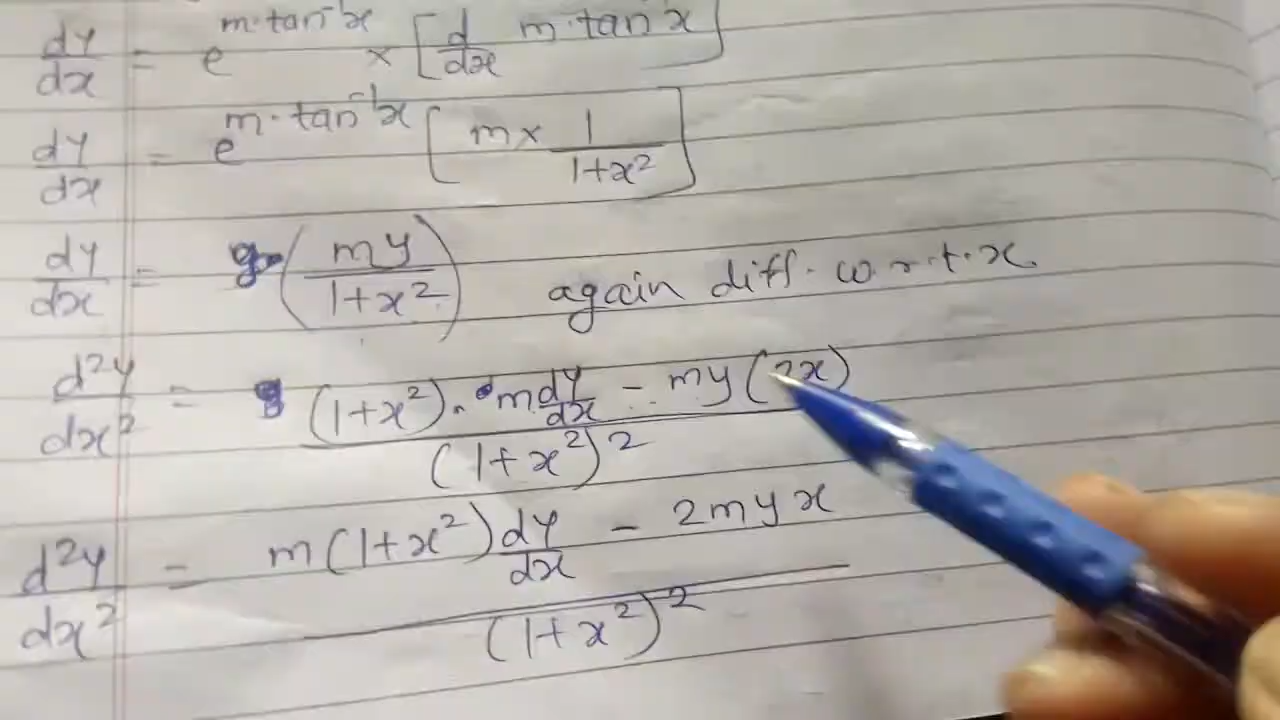 dy/dx = e^(m·tan⁻¹x) × [d/dx m·tan⁻¹x]
dy/dx = e^(m·tan⁻¹x) [m × 1/(1+x²)]
dy/dx = (my/(1+x²)) again diff. w.r.t.x.
d²y/dx² = ((1+x²)·m dy/dx − my(2x))/(1+x²)²
d²y/dx² = (m(1+x²) dy/dx − 2myx)/(1+x²)²